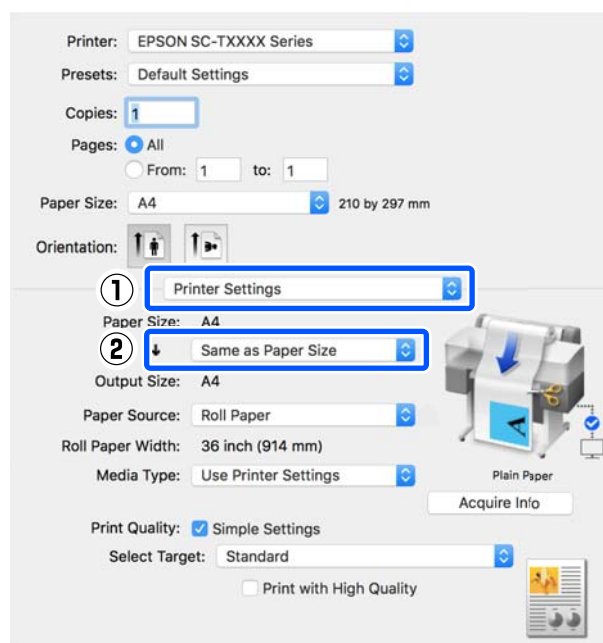 Printer: EPSON SC-TXXXX Series
Presets: Default Settings
Copies: 1
Pages: All
From: 1 to: 1
Paper Size: A4 210 by 297 mm
Orientation:
① Printer Settings
Paper Size: A4
② Same as Paper Size
Output Size: A4
Paper Source: Roll Paper
Roll Paper Width: 36 inch (914 mm)
Media Type: Use Printer Settings
A
Plain Paper
Acquire Info
Print Quality: Simple Settings
Select Target: Standard
Print with High Quality